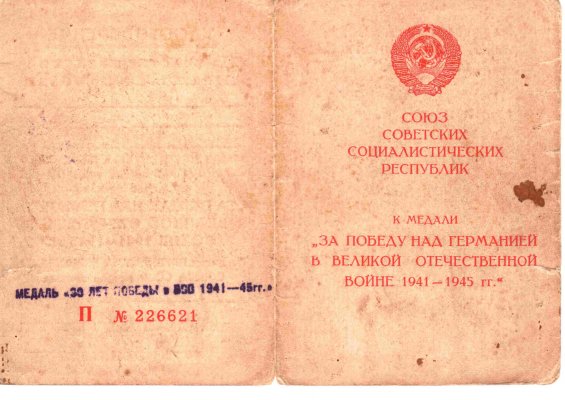 МЕДАЛЬ «30 ЛЕТ ПОБЕДЫ в ВОВ 1941—45гг.»
П № 226621
СОЮЗ
СОВЕТСКИХ
СОЦИАЛИСТИЧЕСКИХ
РЕСПУБЛИК
К МЕДАЛИ
„ЗА ПОБЕДУ НАД ГЕРМАНИЕЙ
В ВЕЛИКОЙ ОТЕЧЕСТВЕННОЙ
ВОЙНЕ 1941—1945 гг.“